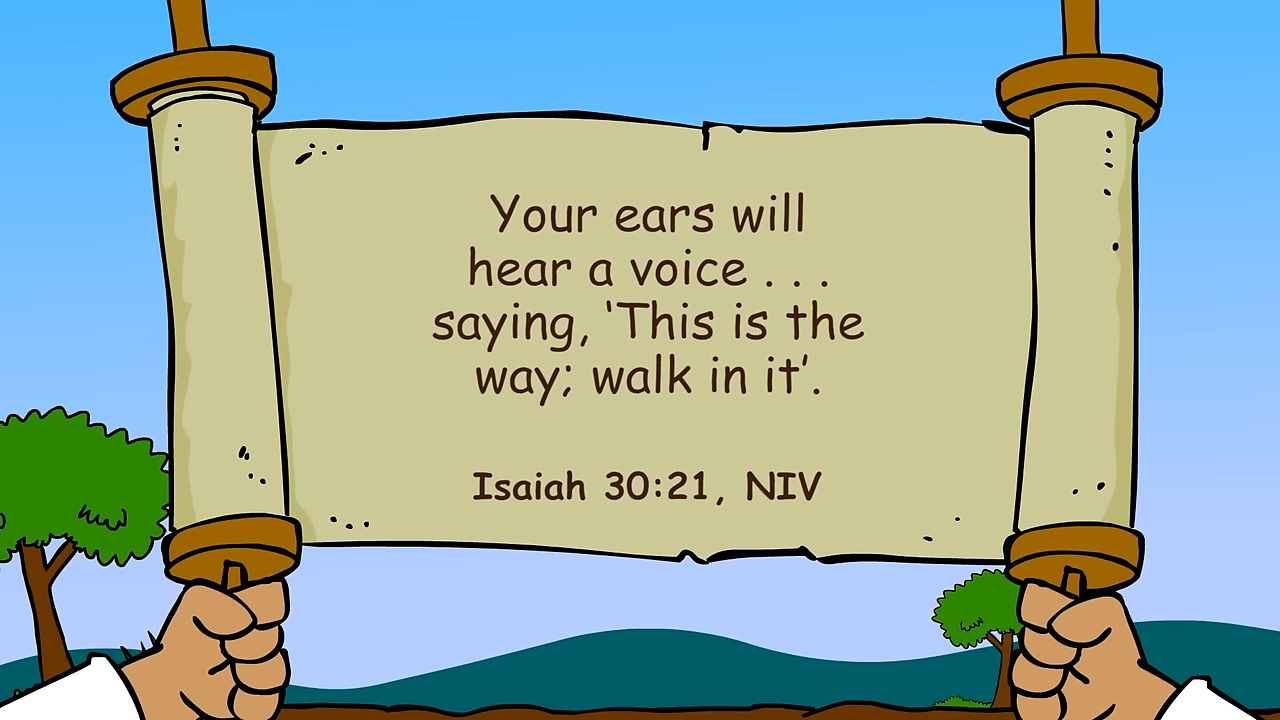 Your ears will
hear a voice . . .
saying, ‘This is the
way; walk in it’.
Isaiah 30:21, NIV